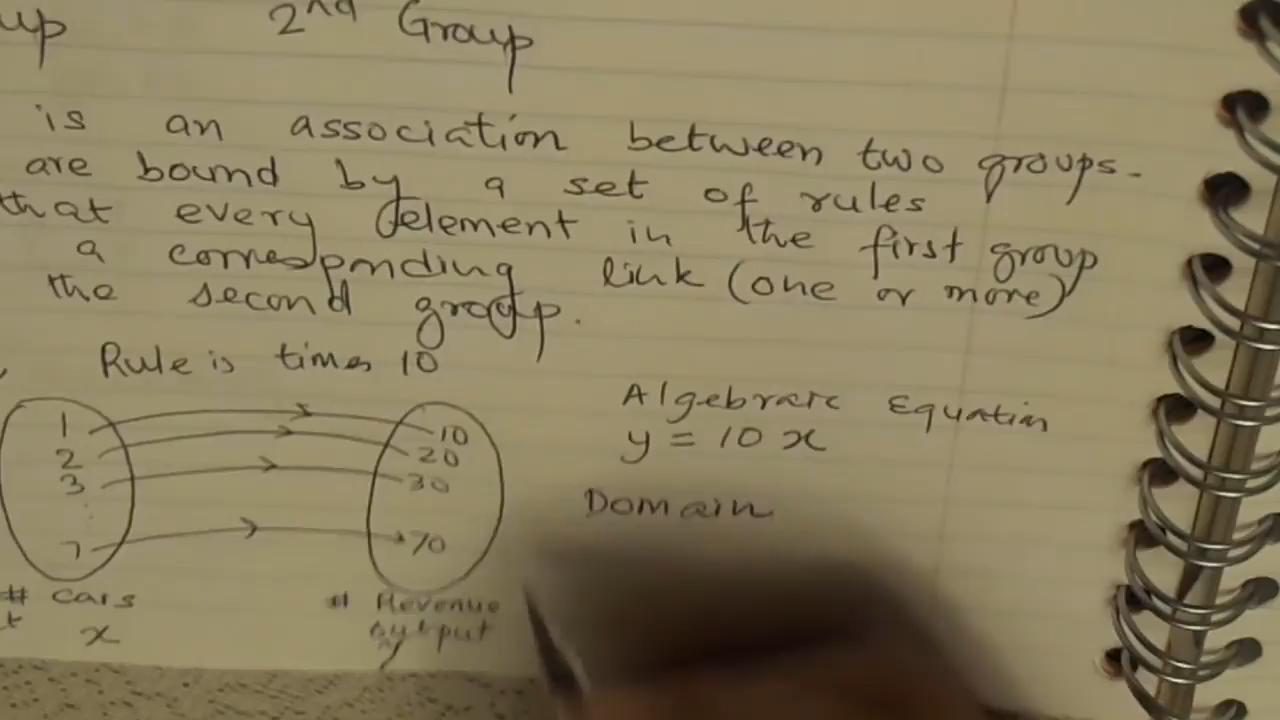 up 2nd Group
is an association between two groups.
are bound by a set of rules
that every element in the first group
a corresponding link (one or more)
the second group.
Rule is times 10
Algebraic Equation
y = 10 x
1 10
2 20
3 30
7 70
Domain
# cars # Revenue
t output
x y